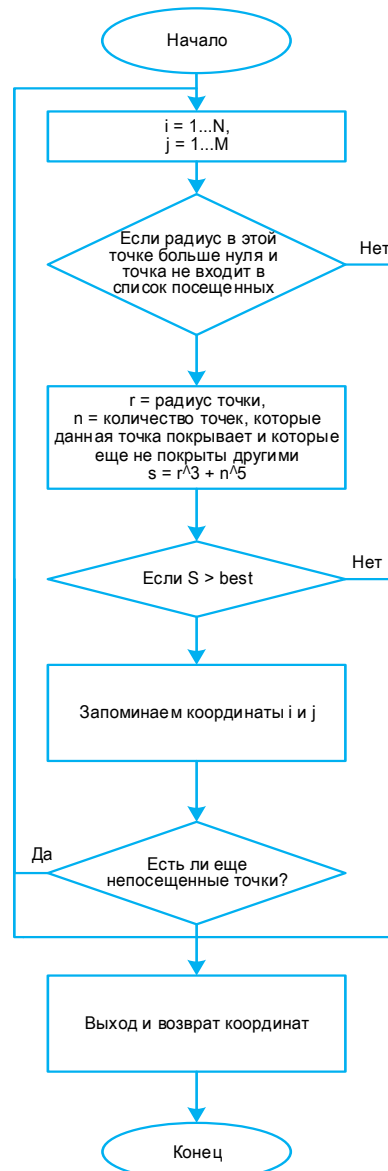 Начало
i = 1...N,
j = 1...M
Если радиус в этой
точке больше нуля и
точка не входит в
список посещенных
Нет
r = радиус точки,
n = количество точек, которые
данная точка покрывает и которые
еще не покрыты другими
s = r^3 + n^5
Если S > best
Нет
Запоминаем координаты i и j
Да
Есть ли еще
непосещенные точки?
Выход и возврат координат
Конец